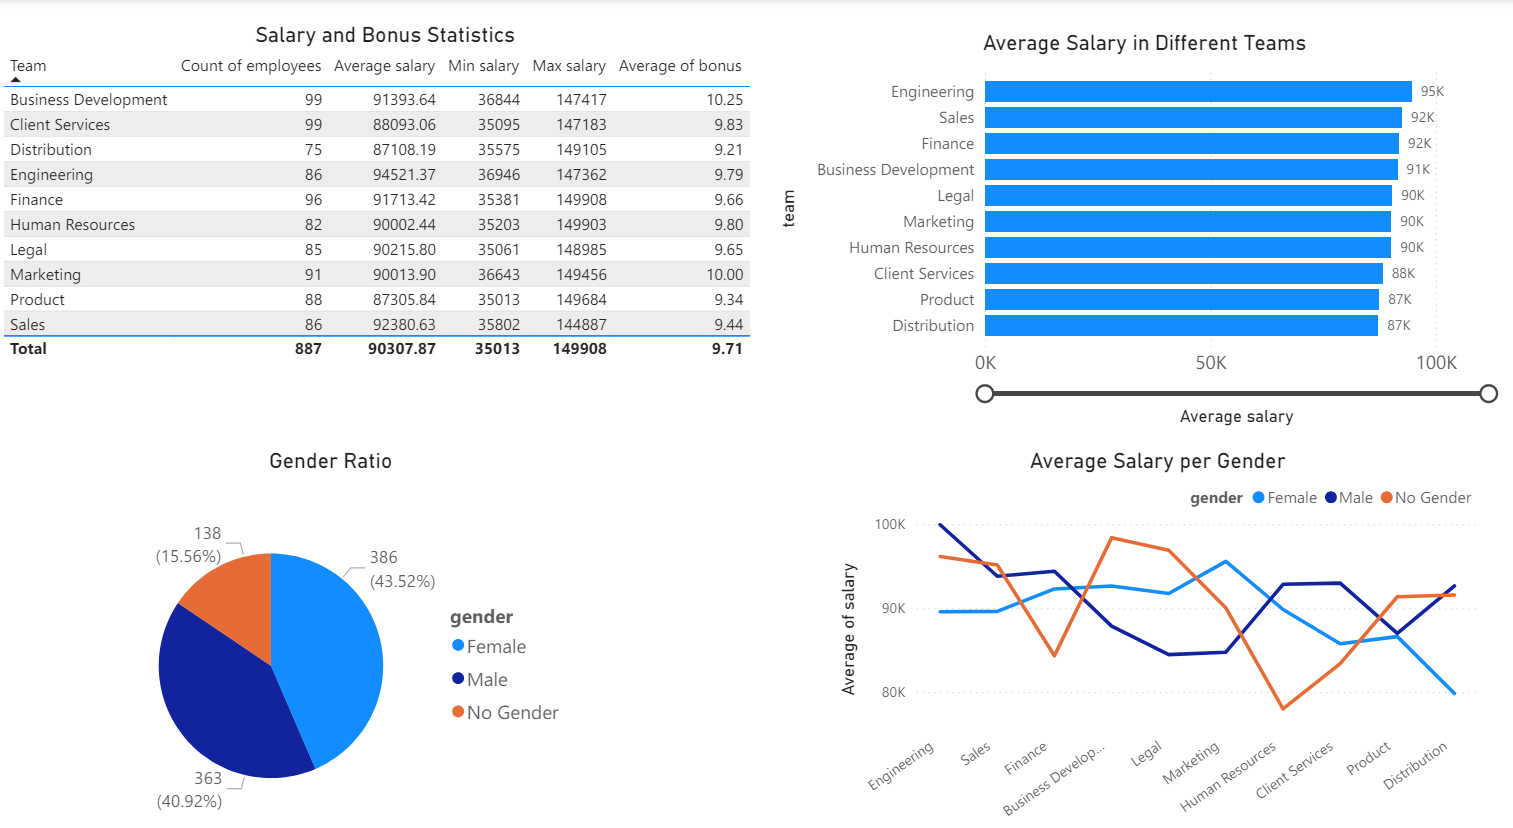 Salary and Bonus Statistics
Team Count of employees Average salary Min salary Max salary Average of bonus
Business Development 99 91393.64 36844 147417 10.25
Client Services 99 88093.06 35095 147183 9.83
Distribution 75 87108.19 35575 149105 9.21
Engineering 86 94521.37 36946 147362 9.79
Finance 96 91713.42 35381 149908 9.66
Human Resources 82 90002.44 35203 149903 9.80
Legal 85 90215.80 35061 148985 9.65
Marketing 91 90013.90 36643 149456 10.00
Product 88 87305.84 35013 149684 9.34
Sales 86 92380.63 35802 144887 9.44
Total 887 90307.87 35013 149908 9.71
Average Salary in Different Teams
team
Engineering 95K
Sales 92K
Finance 92K
Business Development 91K
Legal 90K
Marketing 90K
Human Resources 90K
Client Services 88K
Product 87K
Distribution 87K
0K 50K 100K
Average salary
Gender Ratio
138
(15.56%)
386
(43.52%)
363
(40.92%)
gender
Female
Male
No Gender
Average Salary per Gender
gender Female Male No Gender
Average of salary
100K
90K
80K
Engineering
Sales
Finance
Business Develop...
Legal
Marketing
Human Resources
Client Services
Product
Distribution